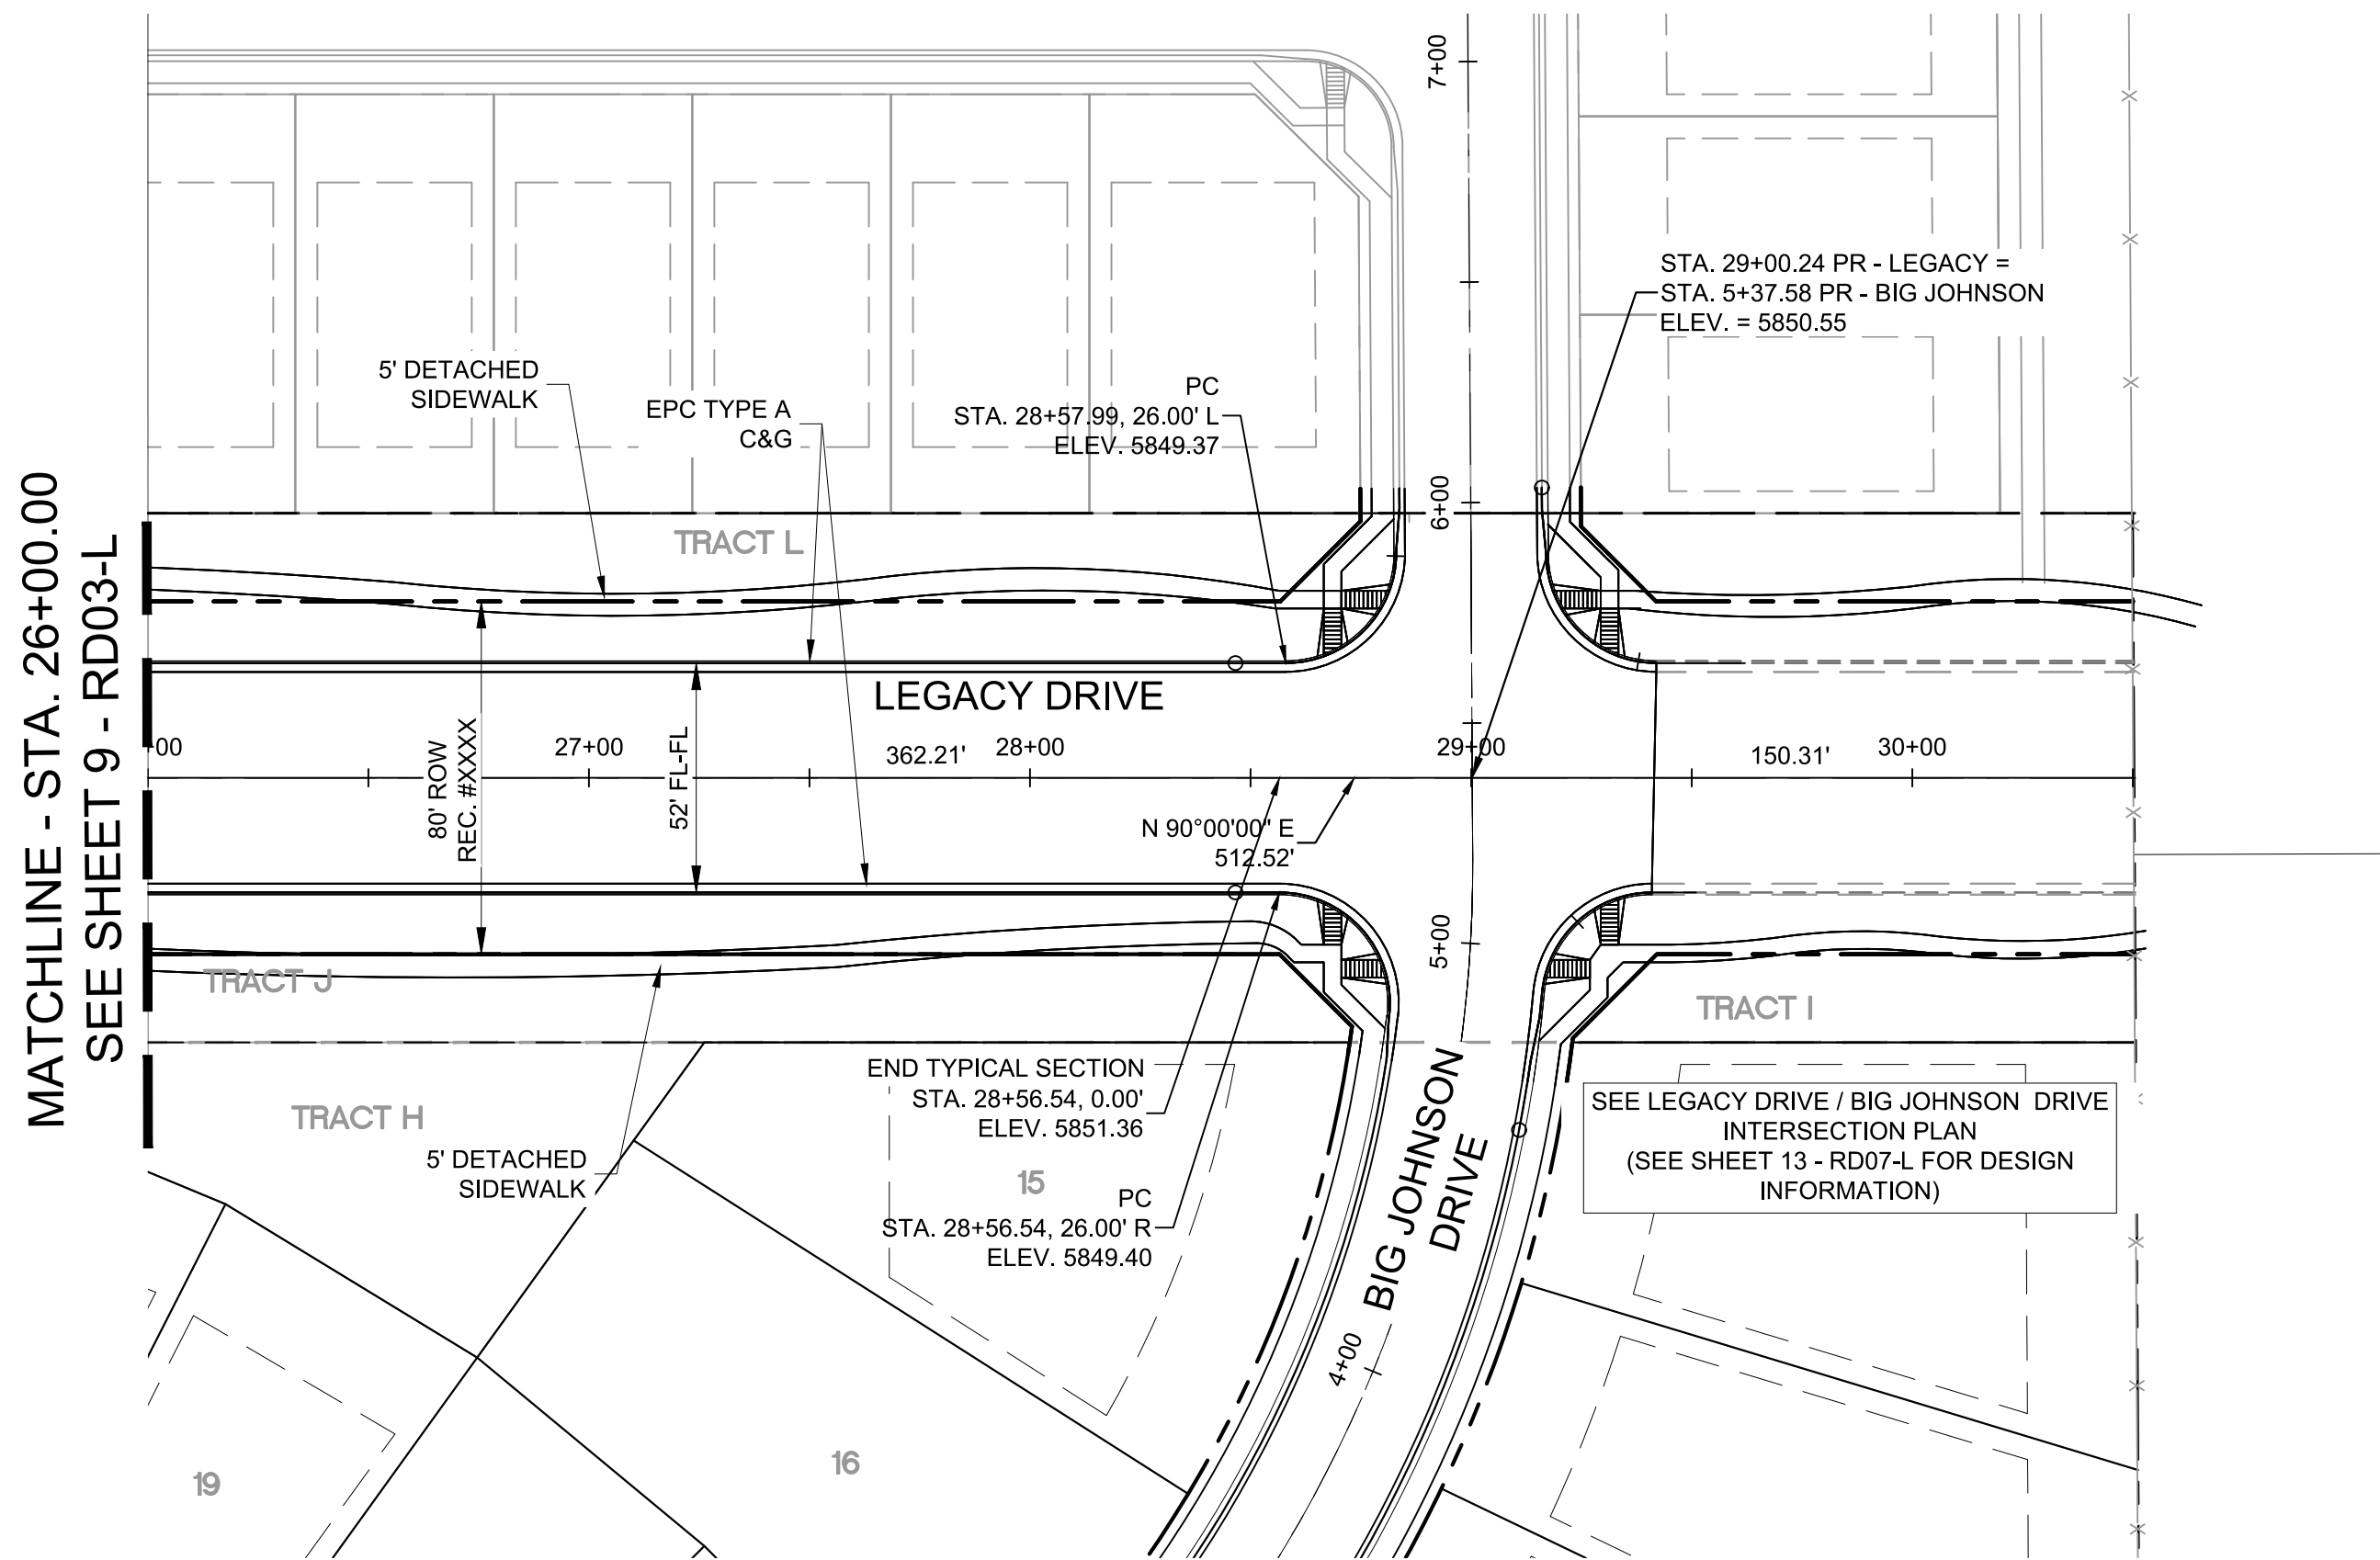 MATCHLINE - STA. 26+00.00
SEE SHEET 9 - RD03-L
7+00
STA. 29+00.24 PR - LEGACY =
STA. 5+37.58 PR - BIG JOHNSON
ELEV. = 5850.55
5' DETACHED
SIDEWALK
EPC TYPE A
C&G
PC
STA. 28+57.99, 26.00' L
ELEV. 5849.37
6+00
TRACT L
LEGACY DRIVE
+00
27+00
362.21'
28+00
29+00
150.31'
30+00
80' ROW
REC. #XXXX
52' FL-FL
N 90°00'00" E
512.52'
5+00
TRACT J
TRACT I
TRACT H
5' DETACHED
SIDEWALK
END TYPICAL SECTION
STA. 28+56.54, 0.00'
ELEV. 5851.36
15
PC
STA. 28+56.54, 26.00' R
ELEV. 5849.40
BIG JOHNSON
DRIVE
SEE LEGACY DRIVE / BIG JOHNSON DRIVE
INTERSECTION PLAN
(SEE SHEET 13 - RD07-L FOR DESIGN
INFORMATION)
4+00
16
19